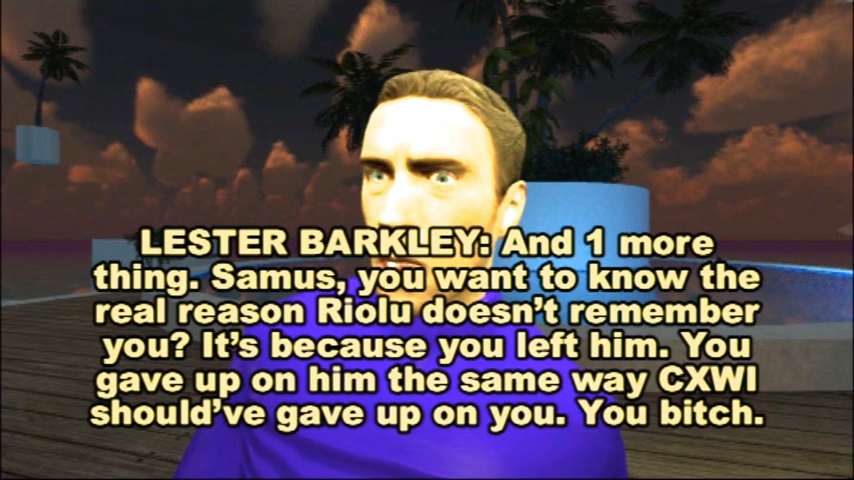 LESTER BARKLEY: And 1 more
thing. Samus, you want to know the
real reason Riolu doesn't remember
you? It's because you left him. You
gave up on him the same way CXWI
should've gave up on you. You bitch.